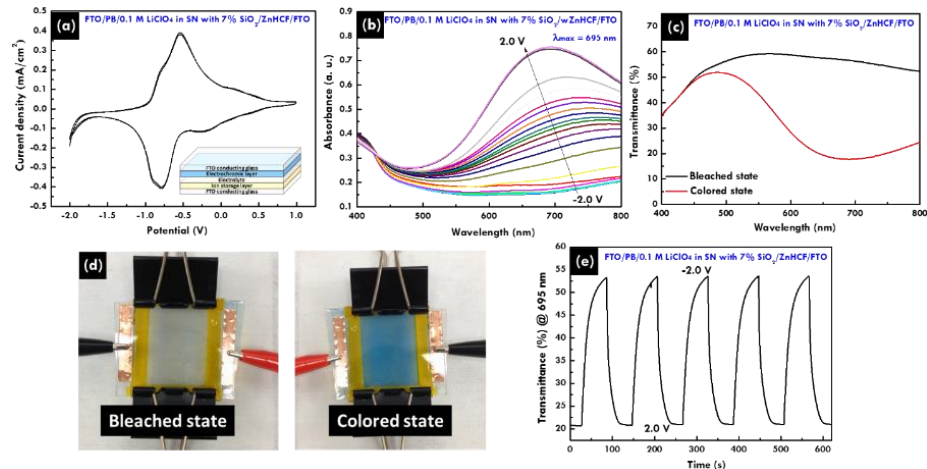 (a)
FTO/PB/0.1 M LiClO₄ in SN with 7% SiO₂/ZnHCF/FTO
Current density (mA/cm²)
0.5
0.4
0.3
0.2
0.1
0.0
-0.1
-0.2
-0.3
-0.4
-0.5
FTO conducting glass
Electrochromic layer
Electrolyte
Ion storage layer
FTO conducting glass
-2.0 -1.5 -1.0 -0.5 0.0 0.5 1.0
Potential (V)
(b)
FTO/PB/0.1 M LiClO₄ in SN with 7% SiO₂/wZnHCF/FTO
λmax = 695 nm
2.0 V
-2.0 V
Absorbance (a. u.)
0.9
0.8
0.7
0.6
0.5
0.4
0.3
0.2
0.1
400 500 600 700 800
Wavelength (nm)
(c)
FTO/PB/0.1 M LiClO₄ in SN with 7% SiO₂/ZnHCF/FTO
Transmittance (%)
70
60
50
40
30
20
10
0
Bleached state
Colored state
400 500 600 700 800
Wavelength (nm)
(d)
Bleached state
Colored state
(e)
FTO/PB/0.1 M LiClO₄ in SN with 7% SiO₂/ZnHCF/FTO
-2.0 V
2.0 V
Transmittance (%) @ 695 nm
60
55
50
45
40
35
30
25
20
15
0 100 200 300 400 500 600
Time (s)